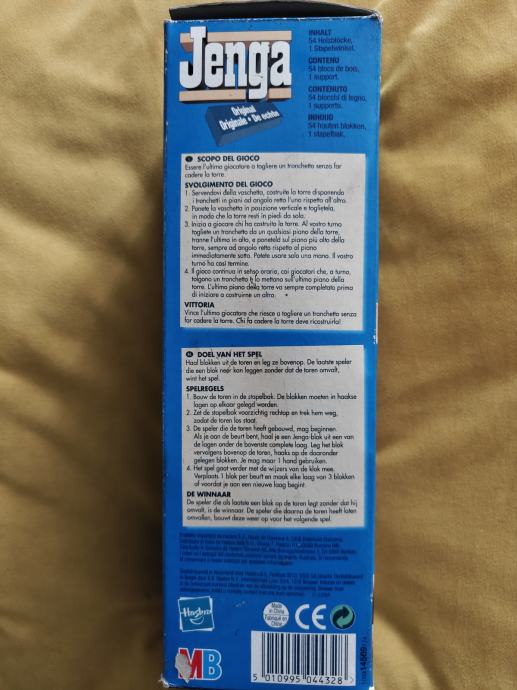 Jenga
Original
Originale • De echte
INHALT
54 Holzblöcke,
1 Stapelwinkel.
CONTENU
54 blocs de bois,
1 support.
CONTENUTO
54 blocchi di legno,
1 supporto.
INHOUD
54 houten blokken,
1 stapelbak.
SCOPO DEL GIOCO
Essere l'ultimo giocatore a togliere un tronchetto senza far
cadere la torre.
SVOLGIMENTO DEL GIOCO
1. Servendovi della vaschetta, costruite la torre disponendo
i tronchetti in piani ad angolo retto l'uno rispetto all'altro.
2. Ponete la vaschetta in posizione verticale e toglietela,
in modo che la torre resti in piedi da sola.
3. Inizia a giocare chi ha costruito la torre. Al vostro turno
togliete un tronchetto da un qualsiasi piano della torre,
tranne l'ultimo in alto, e ponetelo sul piano più alto della
torre, sempre ad angolo retto rispetto al piano
immediatamente sotto. Potete usare solo una mano. Il vostro
turno ha così termine.
4. Il gioco continua in senso orario, coi giocatori che, a turno,
tolgono un tronchetto e lo mettono sull'ultimo piano della
torre. L'ultimo piano della torre va sempre completato prima
di iniziare a costruirne un altro.
VITTORIA
Vince l'ultimo giocatore che riesce a togliere un tronchetto senza
far cadere la torre. Chi fa cadere la torre deve ricostruirla!
DOEL VAN HET SPEL
Haal blokken uit de toren en leg ze bovenop. De laatste speler
die een blok neer kan leggen zonder dat de toren omvalt,
wint het spel.
SPELREGELS
1. Bouw de toren in de stapelbak. De blokken moeten in haakse
lagen op elkaar gelegd worden.
2. Zet de stapelbak voorzichtig rechtop en trek hem weg,
zodat de toren los staat.
3. De speler die de toren heeft gebouwd, mag beginnen.
Als je aan de beurt bent, haal je een Jenga-blok uit een van
de lagen onder de bovenste complete laag. Leg het blok
vervolgens bovenop de toren, haaks op de daaronder
gelegen blokken. Je mag maar 1 hand gebruiken.
4. Het spel gaat verder met de wijzers van de klok mee.
Verplaats 1 blok per beurt en maak elke laag van 3 blokken
af voordat je aan een nieuwe laag begint.
DE WINNAAR
De speler die als laatste een blok op de toren legt zonder dat hij
omvalt, is de winnaar. De speler die daarna de toren heeft laten
omvallen, bouwt deze weer op voor het volgende spel.
Hasbro
Made
in China
Fabriqué en
Chine
CE
MB
5 010995 044328 >